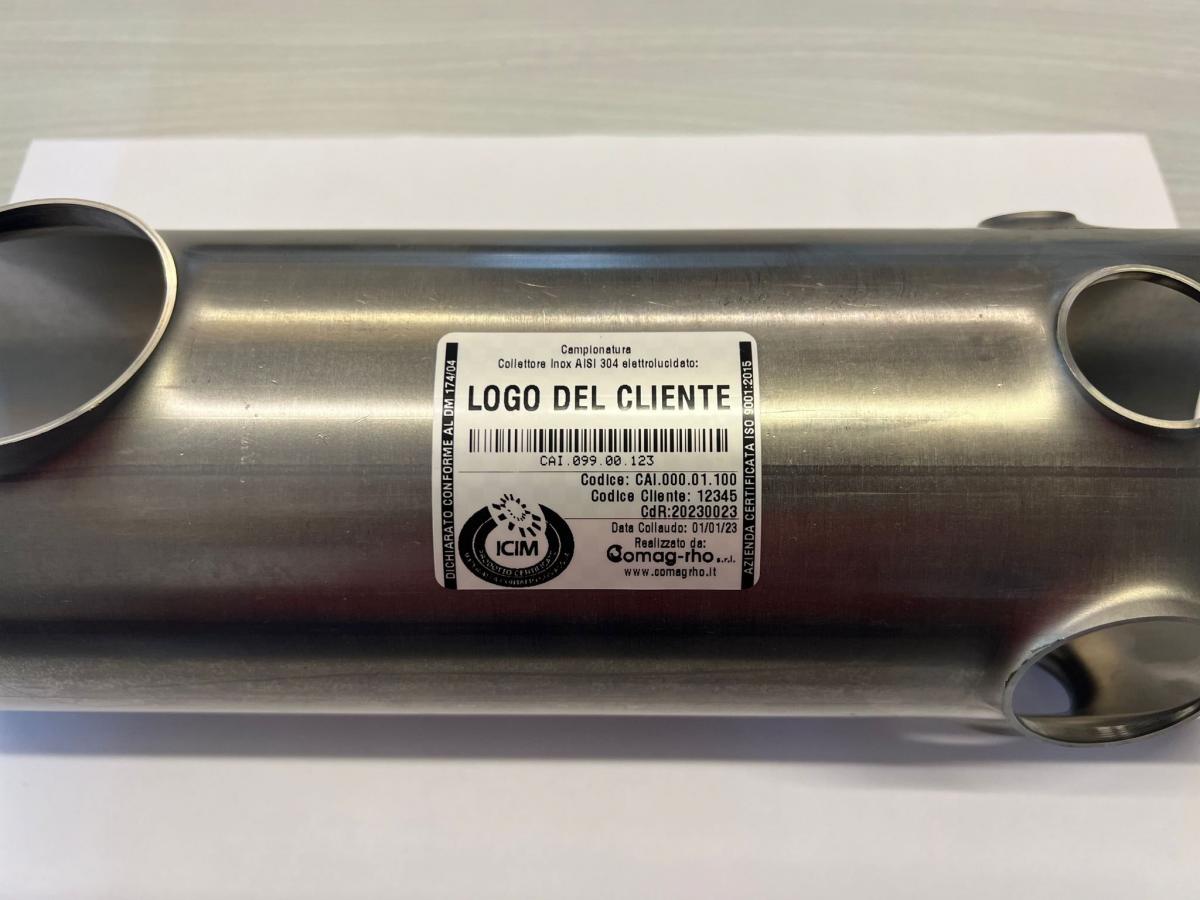 Campionatura
Collettore Inox AISI 304 elettrolucidato:
LOGO DEL CLIENTE
CAI.099.00.123
Codice: CAI.000.01.100
Codice Cliente: 12345
CdR:20230023
Data Collaudo: 01/01/23
Realizzato da:
Comag-rho s.r.l.
www.comagrho.it
DICHIARATO CONFORME AL DM 174/04
AZIENDA CERTIFICATA ISO 9001:2015
ICIM
PRODOTTO CERTIFICATO